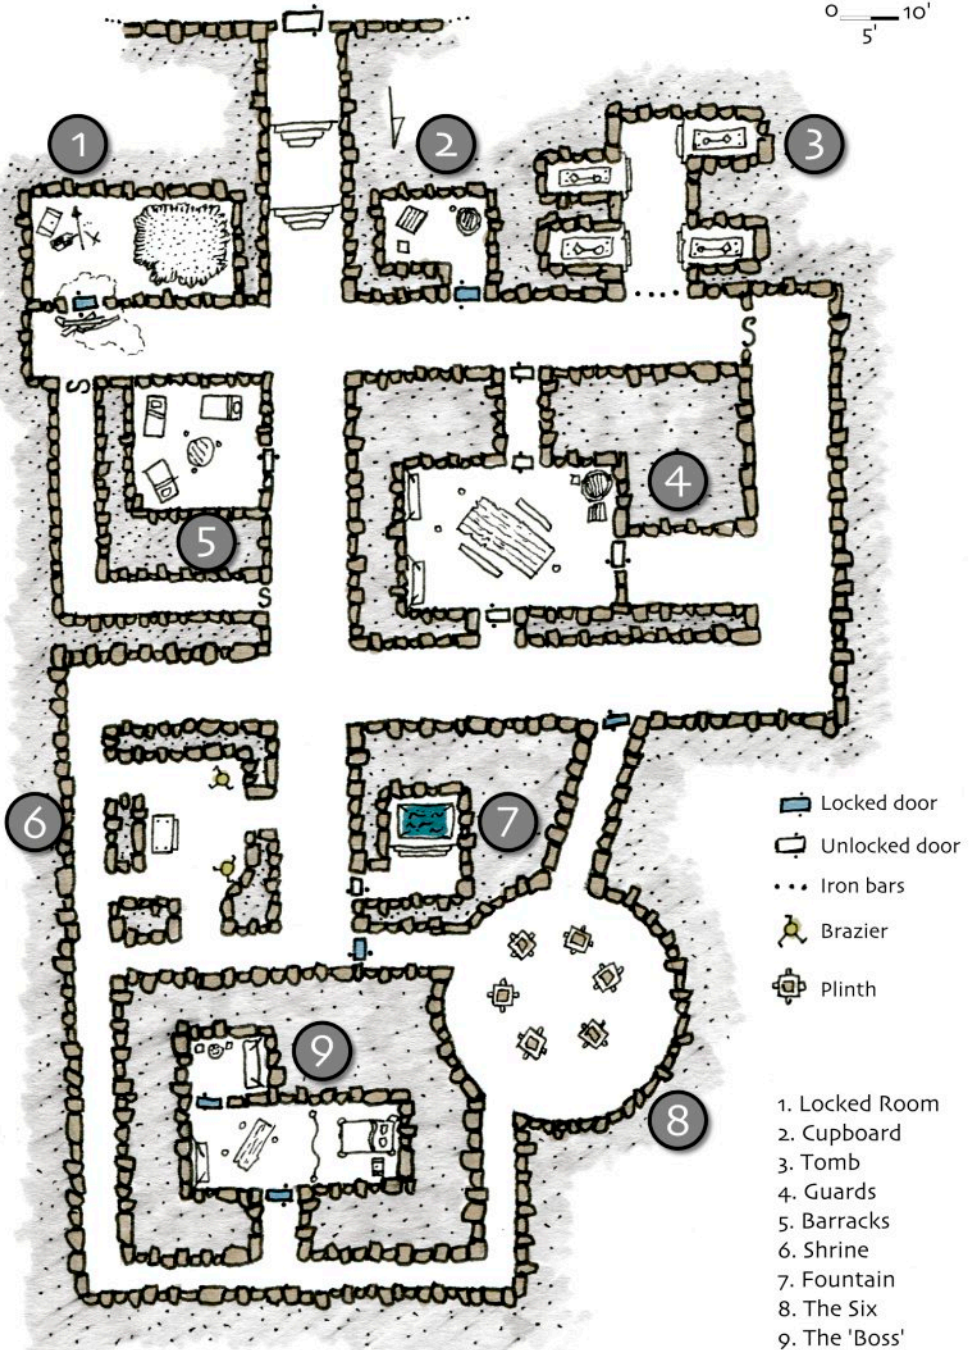 0 10'
5'
1
2
3
S
S
4
5
S
6
7
Locked door
Unlocked door
Iron bars
Brazier
Plinth
9
8
1. Locked Room
2. Cupboard
3. Tomb
4. Guards
5. Barracks
6. Shrine
7. Fountain
8. The Six
9. The 'Boss'